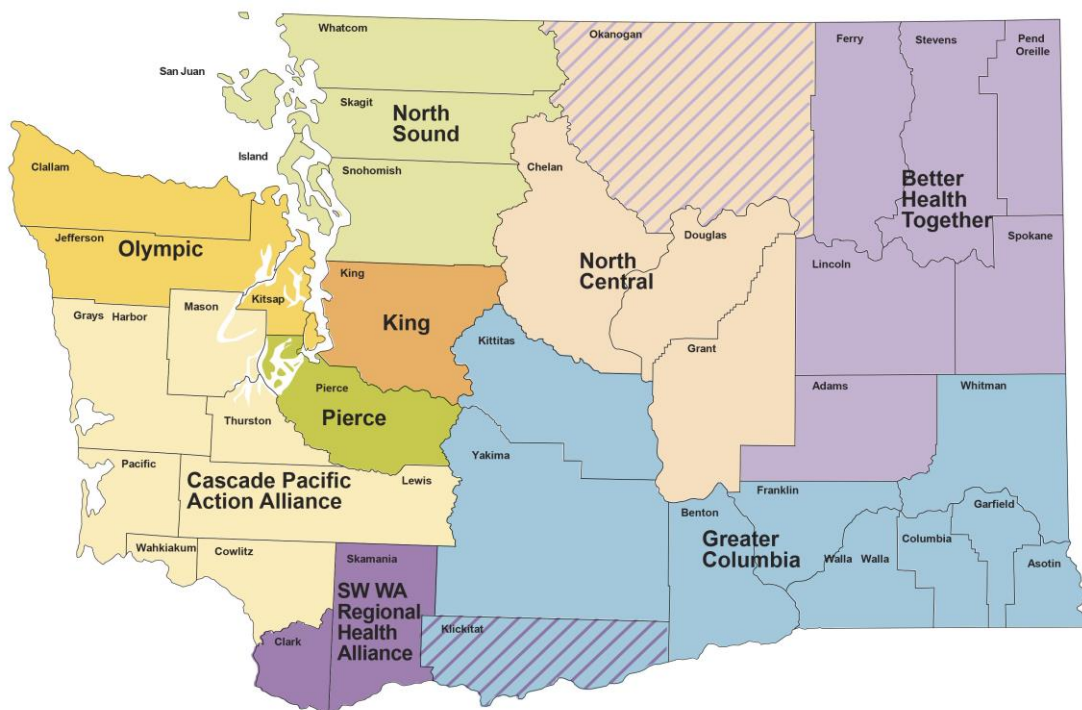 Whatcom
Okanogan
Ferry
Stevens
Pend
Oreille
San Juan
Skagit
North
Sound
Island
Snohomish
Chelan
Clallam
Better
Health
Together
Jefferson
Olympic
Douglas
Spokane
King
King
North
Central
Lincoln
Grays Harbor
Mason
Kitsap
Kittitas
Grant
Pierce
Pierce
Adams
Whitman
Thurston
Yakima
Pacific
Cascade Pacific
Action Alliance
Lewis
Franklin
Benton
Garfield
Greater
Columbia
Columbia
Wahkiakum
Cowlitz
Skamania
Walla Walla
Asotin
SW WA
Regional
Health
Alliance
Clark
Klickitat